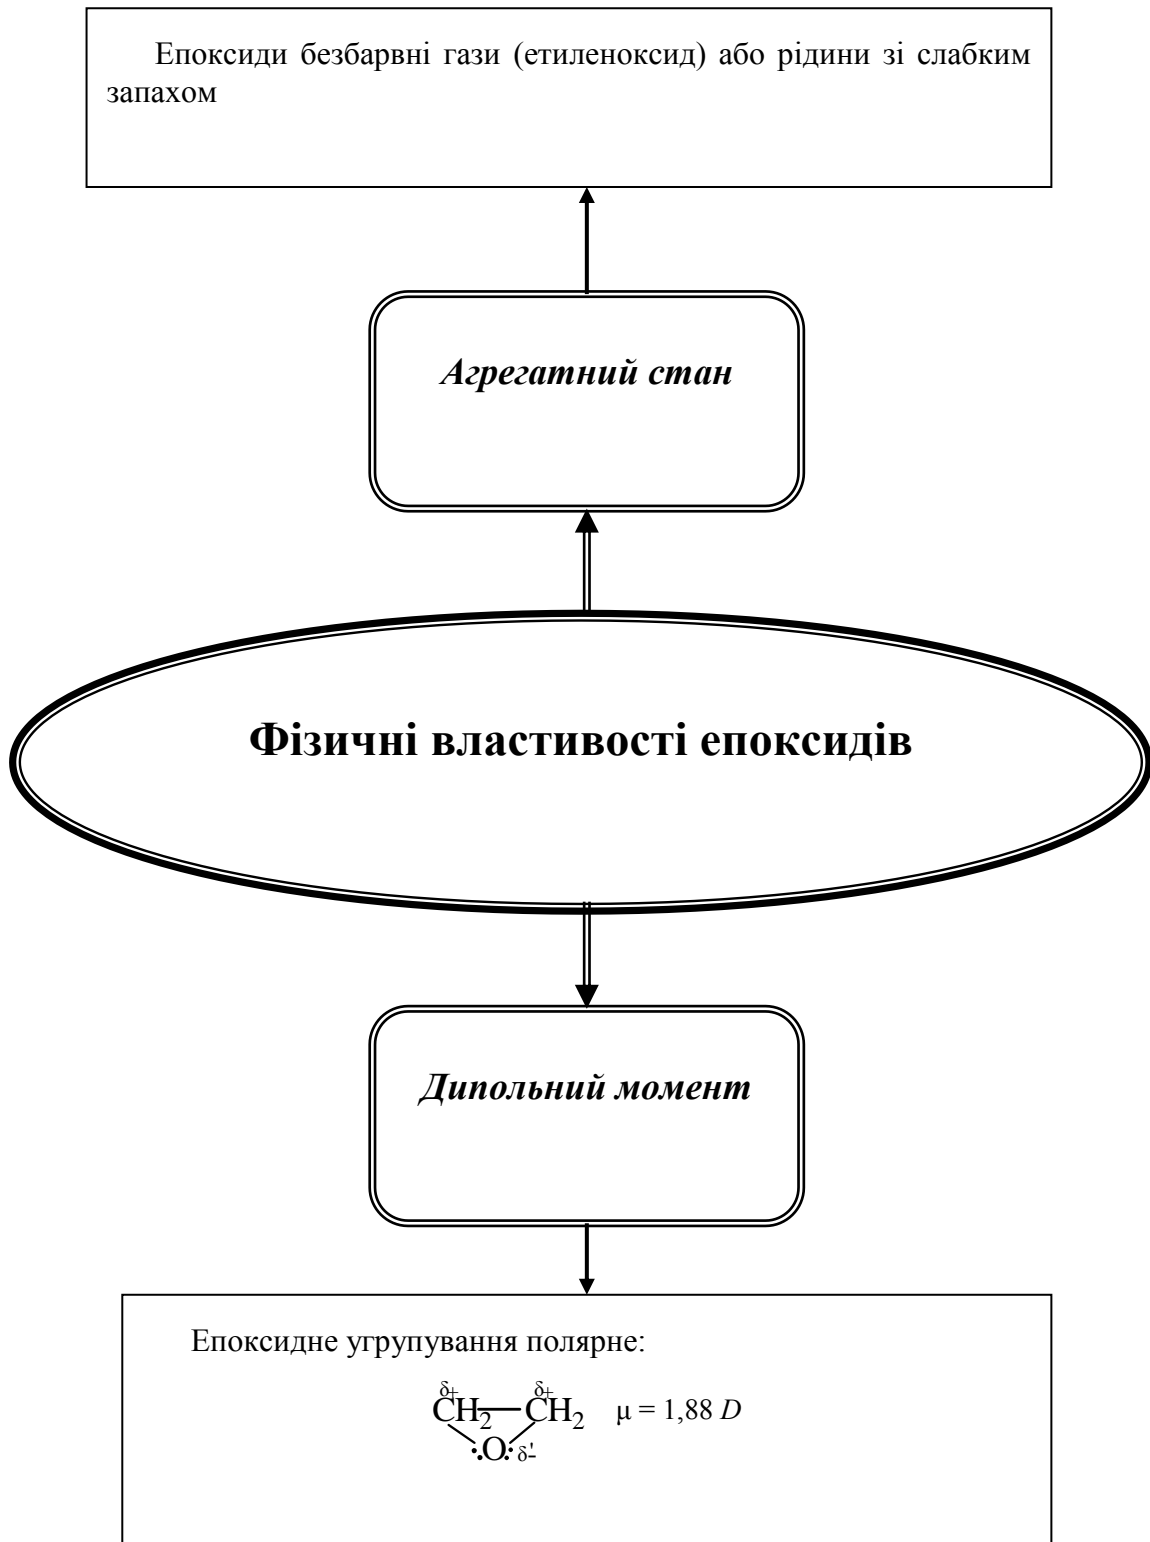 Епоксиди безбарвні гази (етиленоксид) або рідини зі слабким
запахом
Агрегатний стан
Фізичні властивості епоксидів
Дипольний момент
Епоксидне угрупування полярне:
δ+ δ+
CH₂—CH₂ μ = 1,88 D
:O: δ'-